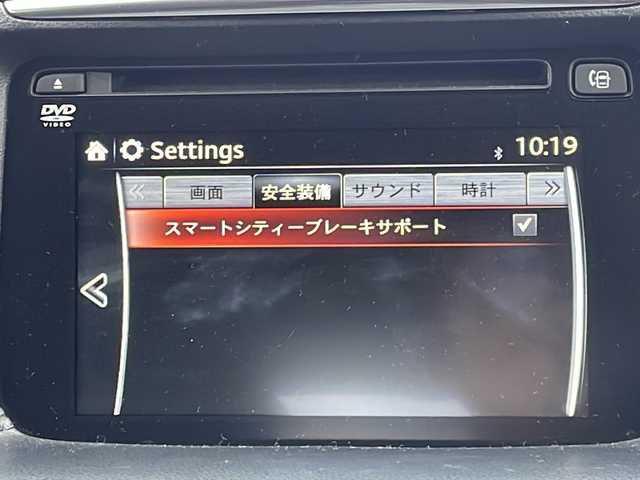 DVD
VIDEO
Settings 10:19
画面 安全装備 サウンド 時計
スマートシティーブレーキサポート